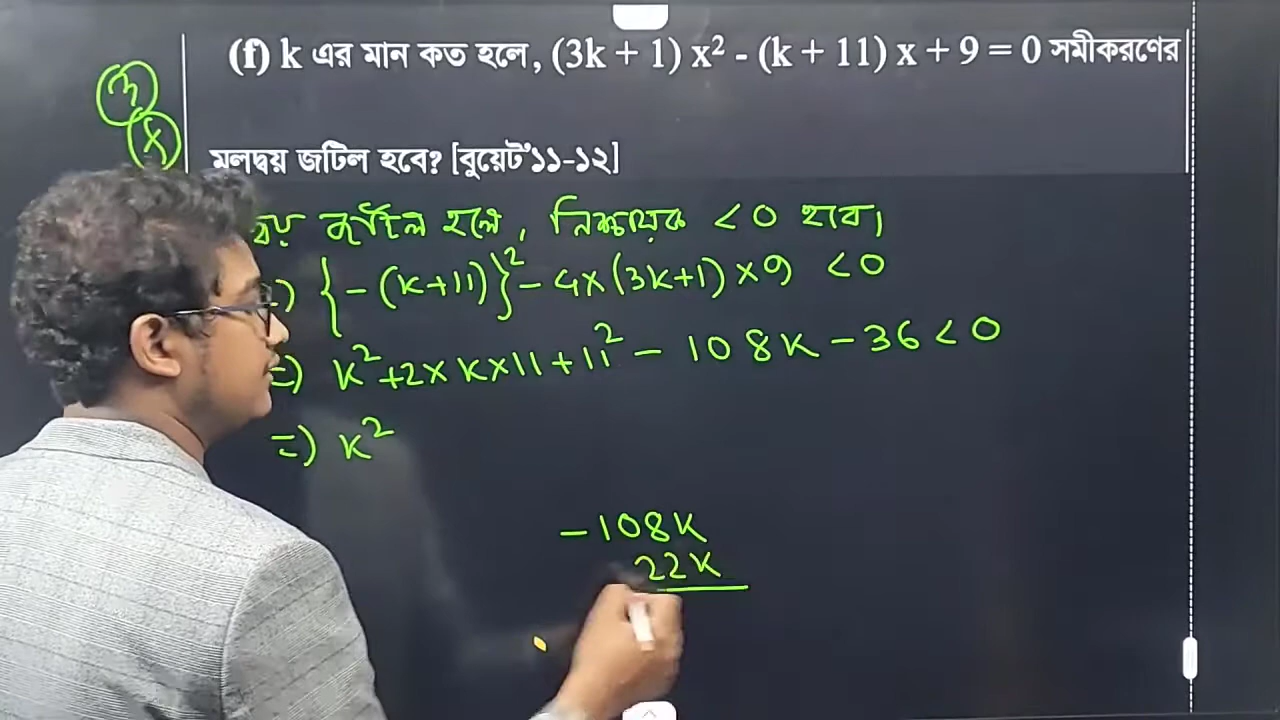 (f) k এর মান কত হলে, (3k + 1) x² - (k + 11) x + 9 = 0 সমীকরণের
মূলদ্বয় জটিল হবে? [বুয়েট'১১-১২]
জটিল হলে, নিশ্চায়ক < 0 হবে।
=) {-(k+11)}² - 4×(3k+1)×9 < 0
=) k²+2×k×11+11² - 108k - 36 < 0
=) k²
-108k
22k